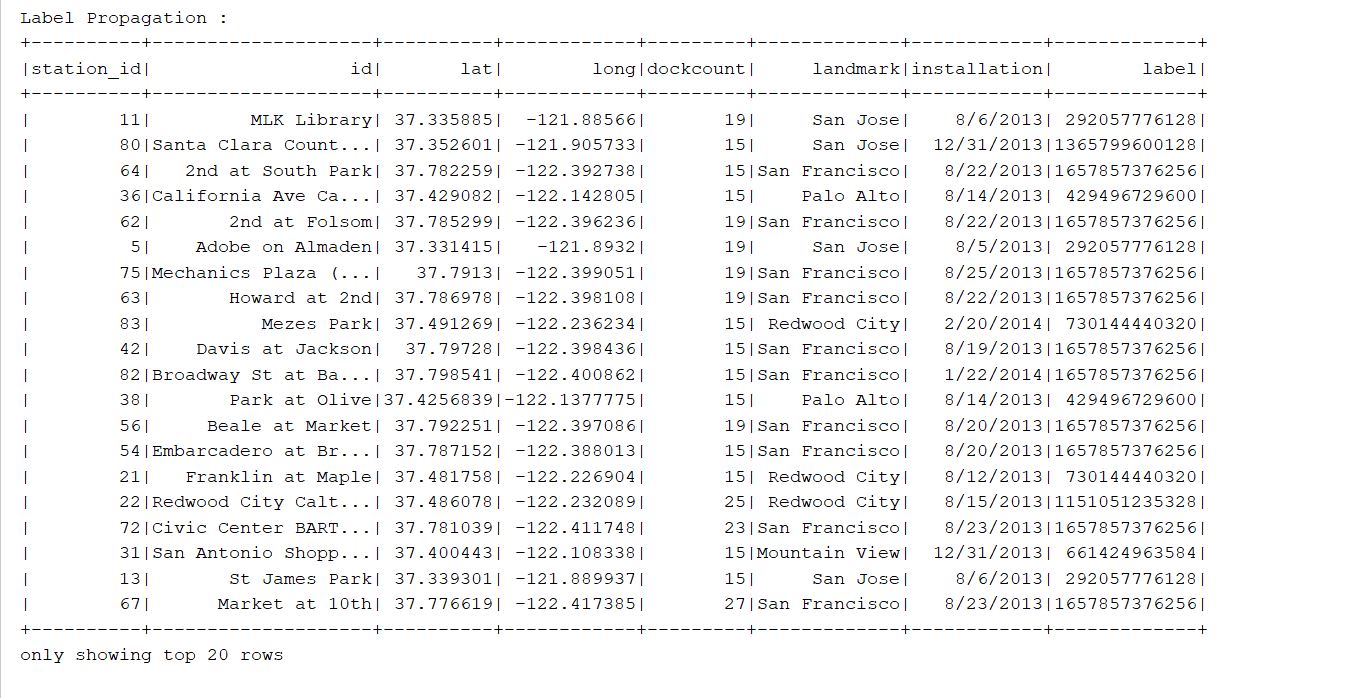 Label Propagation :
+----------+--------------------+----------+------------+---------+-------------+------------+-------------+
|station_id|                  id|       lat|        long|dockcount|     landmark|installation|        label|
+----------+--------------------+----------+------------+---------+-------------+------------+-------------+
|        11|         MLK Library| 37.335885|  -121.88566|       19|     San Jose|    8/6/2013| 292057776128|
|        80|Santa Clara Count...| 37.352601| -121.905733|       15|     San Jose|  12/31/2013|1365799600128|
|        64|   2nd at South Park| 37.782259| -122.392738|       15|San Francisco|   8/22/2013|1657857376256|
|        36|California Ave Ca...| 37.429082| -122.142805|       15|    Palo Alto|   8/14/2013| 429496729600|
|        62|       2nd at Folsom| 37.785299| -122.396236|       19|San Francisco|   8/22/2013|1657857376256|
|         5|    Adobe on Almaden| 37.331415|   -121.8932|       19|     San Jose|    8/5/2013| 292057776128|
|        75|Mechanics Plaza (...|   37.7913| -122.399051|       19|San Francisco|   8/25/2013|1657857376256|
|        63|       Howard at 2nd| 37.786978| -122.398108|       19|San Francisco|   8/22/2013|1657857376256|
|        83|          Mezes Park| 37.491269| -122.236234|       15| Redwood City|   2/20/2014| 730144440320|
|        42|    Davis at Jackson|  37.79728| -122.398436|       15|San Francisco|   8/19/2013|1657857376256|
|        82|Broadway St at Ba...| 37.798541| -122.400862|       15|San Francisco|   1/22/2014|1657857376256|
|        38|       Park at Olive|37.4256839|-122.1377775|       15|    Palo Alto|   8/14/2013| 429496729600|
|        56|     Beale at Market| 37.792251| -122.397086|       19|San Francisco|   8/20/2013|1657857376256|
|        54|Embarcadero at Br...| 37.787152| -122.388013|       15|San Francisco|   8/20/2013|1657857376256|
|        21|   Franklin at Maple| 37.481758| -122.226904|       15| Redwood City|   8/12/2013| 730144440320|
|        22|Redwood City Calt...| 37.486078| -122.232089|       25| Redwood City|   8/15/2013|1151051235328|
|        72|Civic Center BART...| 37.781039| -122.411748|       23|San Francisco|   8/23/2013|1657857376256|
|        31|San Antonio Shopp...| 37.400443| -122.108338|       15|Mountain View|  12/31/2013| 661424963584|
|        13|       St James Park| 37.339301| -121.889937|       15|     San Jose|    8/6/2013| 292057776128|
|        67|      Market at 10th| 37.776619| -122.417385|       27|San Francisco|   8/23/2013|1657857376256|
+----------+--------------------+----------+------------+---------+-------------+------------+-------------+
only showing top 20 rows